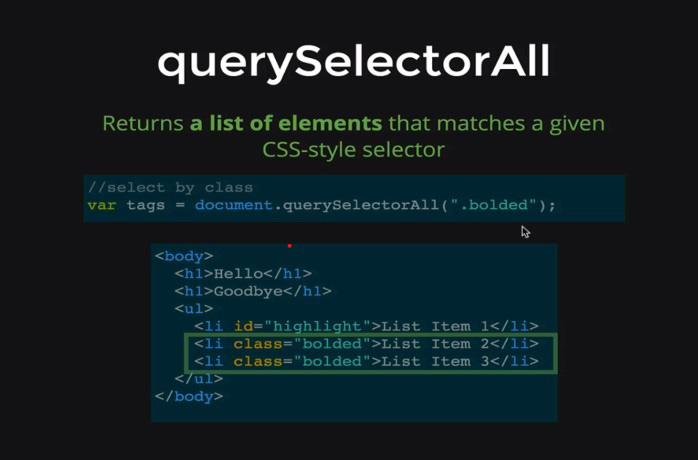 querySelectorAll
Returns a list of elements that matches a given
CSS-style selector
//select by class
var tags = document.querySelectorAll(".bolded");
<body>
<h1>Hello</h1>
<h1>Goodbye</h1>
<ul>
<li id="highlight">List Item 1</li>
<li class="bolded">List Item 2</li>
<li class="bolded">List Item 3</li>
</ul>
</body>